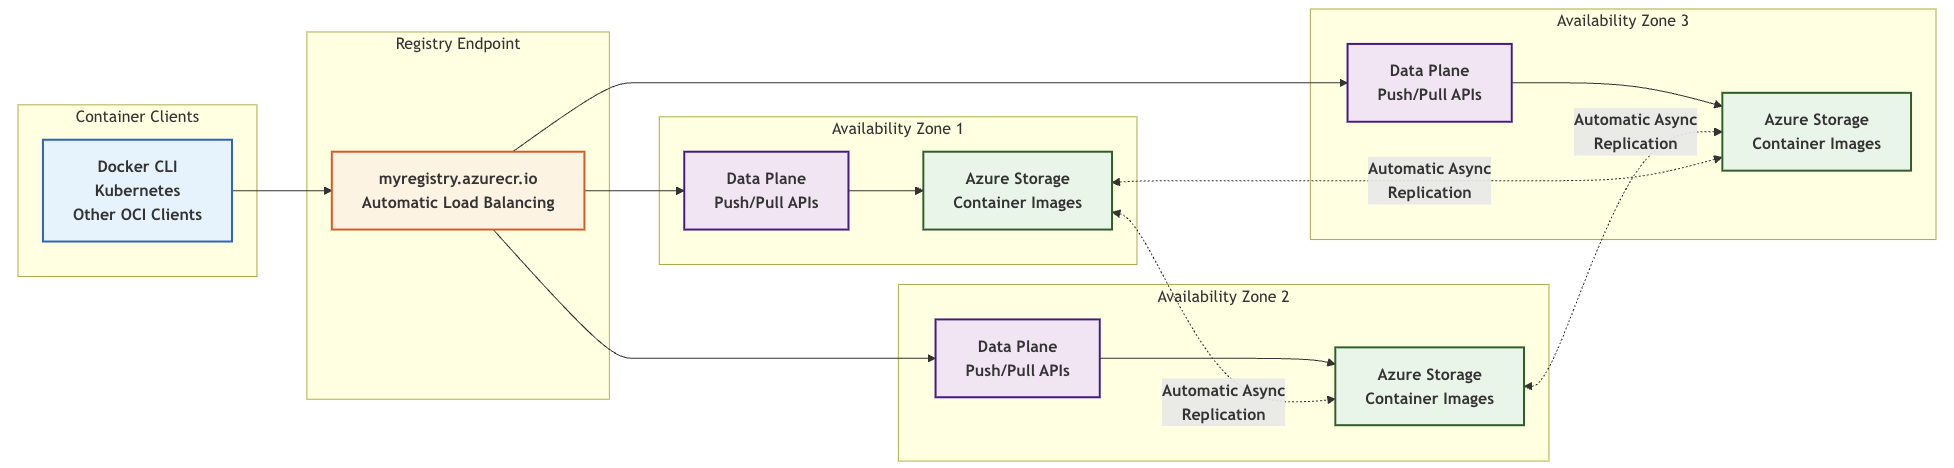 Container Clients
Docker CLI
Kubernetes
Other OCI Clients
Registry Endpoint
myregistry.azurecr.io
Automatic Load Balancing
Availability Zone 1
Data Plane
Push/Pull APIs
Azure Storage
Container Images
Availability Zone 2
Data Plane
Push/Pull APIs
Azure Storage
Container Images
Availability Zone 3
Data Plane
Push/Pull APIs
Azure Storage
Container Images
Automatic Async
Replication
Automatic Async
Replication
Automatic Async
Replication